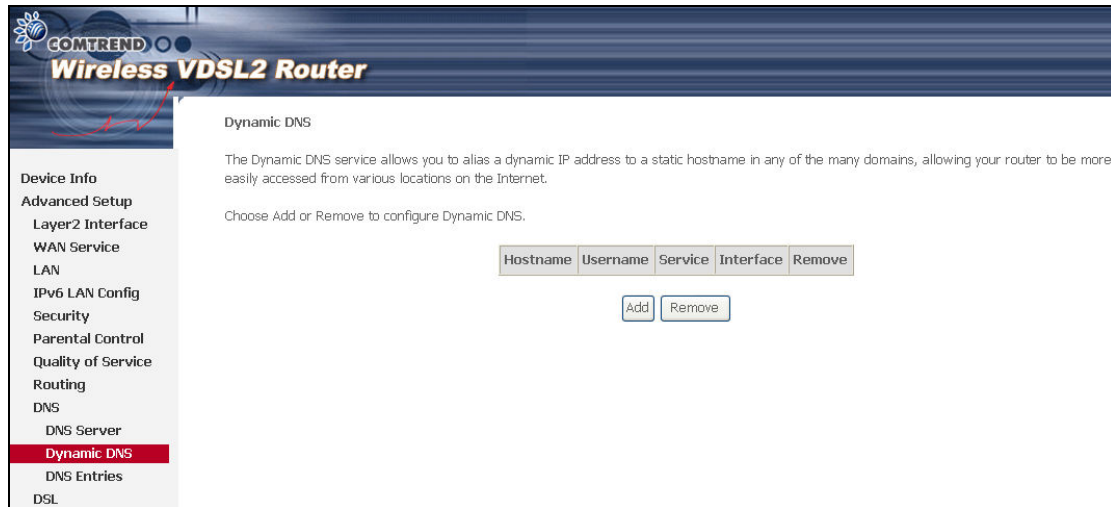 COMTREND
Wireless VDSL2 Router
Device Info
Advanced Setup
Layer2 Interface
WAN Service
LAN
IPv6 LAN Config
Security
Parental Control
Quality of Service
Routing
DNS
DNS Server
Dynamic DNS
DNS Entries
DSL
Dynamic DNS
The Dynamic DNS service allows you to alias a dynamic IP address to a static hostname in any of the many domains, allowing your router to be more
easily accessed from various locations on the Internet.
Choose Add or Remove to configure Dynamic DNS.
Hostname Username Service Interface Remove
Add Remove